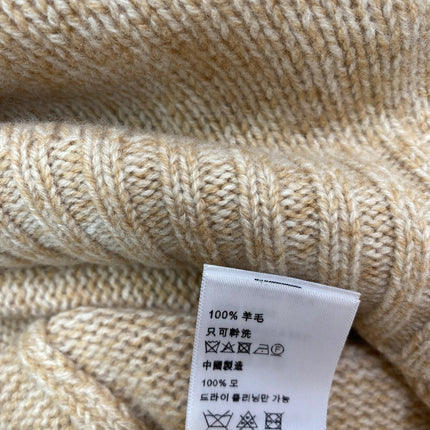 100% 羊毛
只可幹洗
中國製造
100% 모
드라이 클리닝만 가능